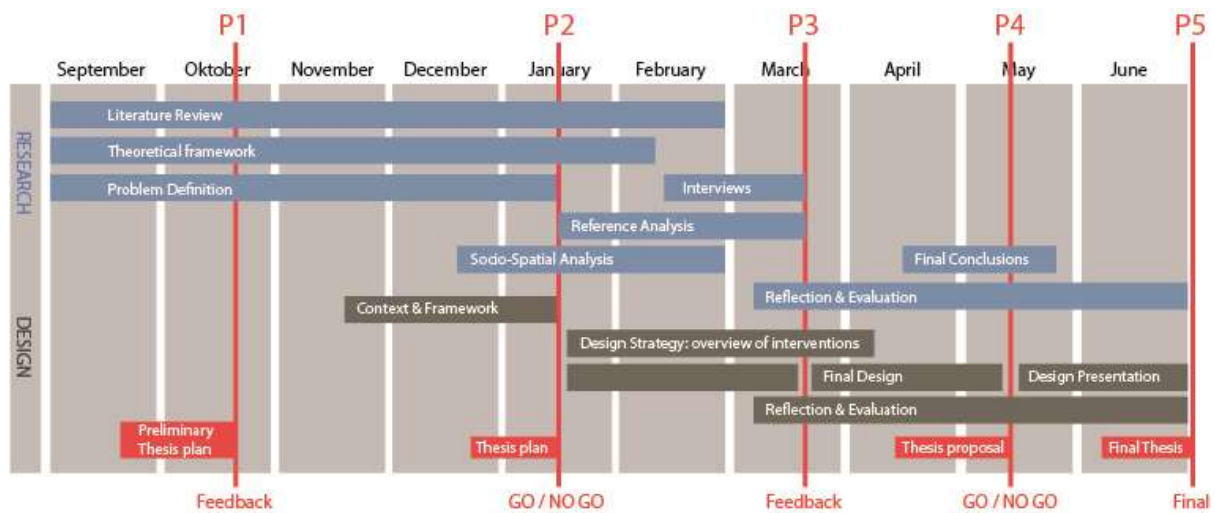 P1 P2 P3 P4 P5
September Oktober November December January February March April May June
RESEARCH
Literature Review
Theoretical framework
Problem Definition
Interviews
Reference Analysis
Socio-Spatial Analysis
Final Conclusions
Reflection & Evaluation
DESIGN
Context & Framework
Design Strategy: overview of interventions
Final Design
Design Presentation
Reflection & Evaluation
Preliminary
Thesis plan
Thesis plan
Thesis proposal
Final Thesis
Feedback GO / NO GO Feedback GO / NO GO Final